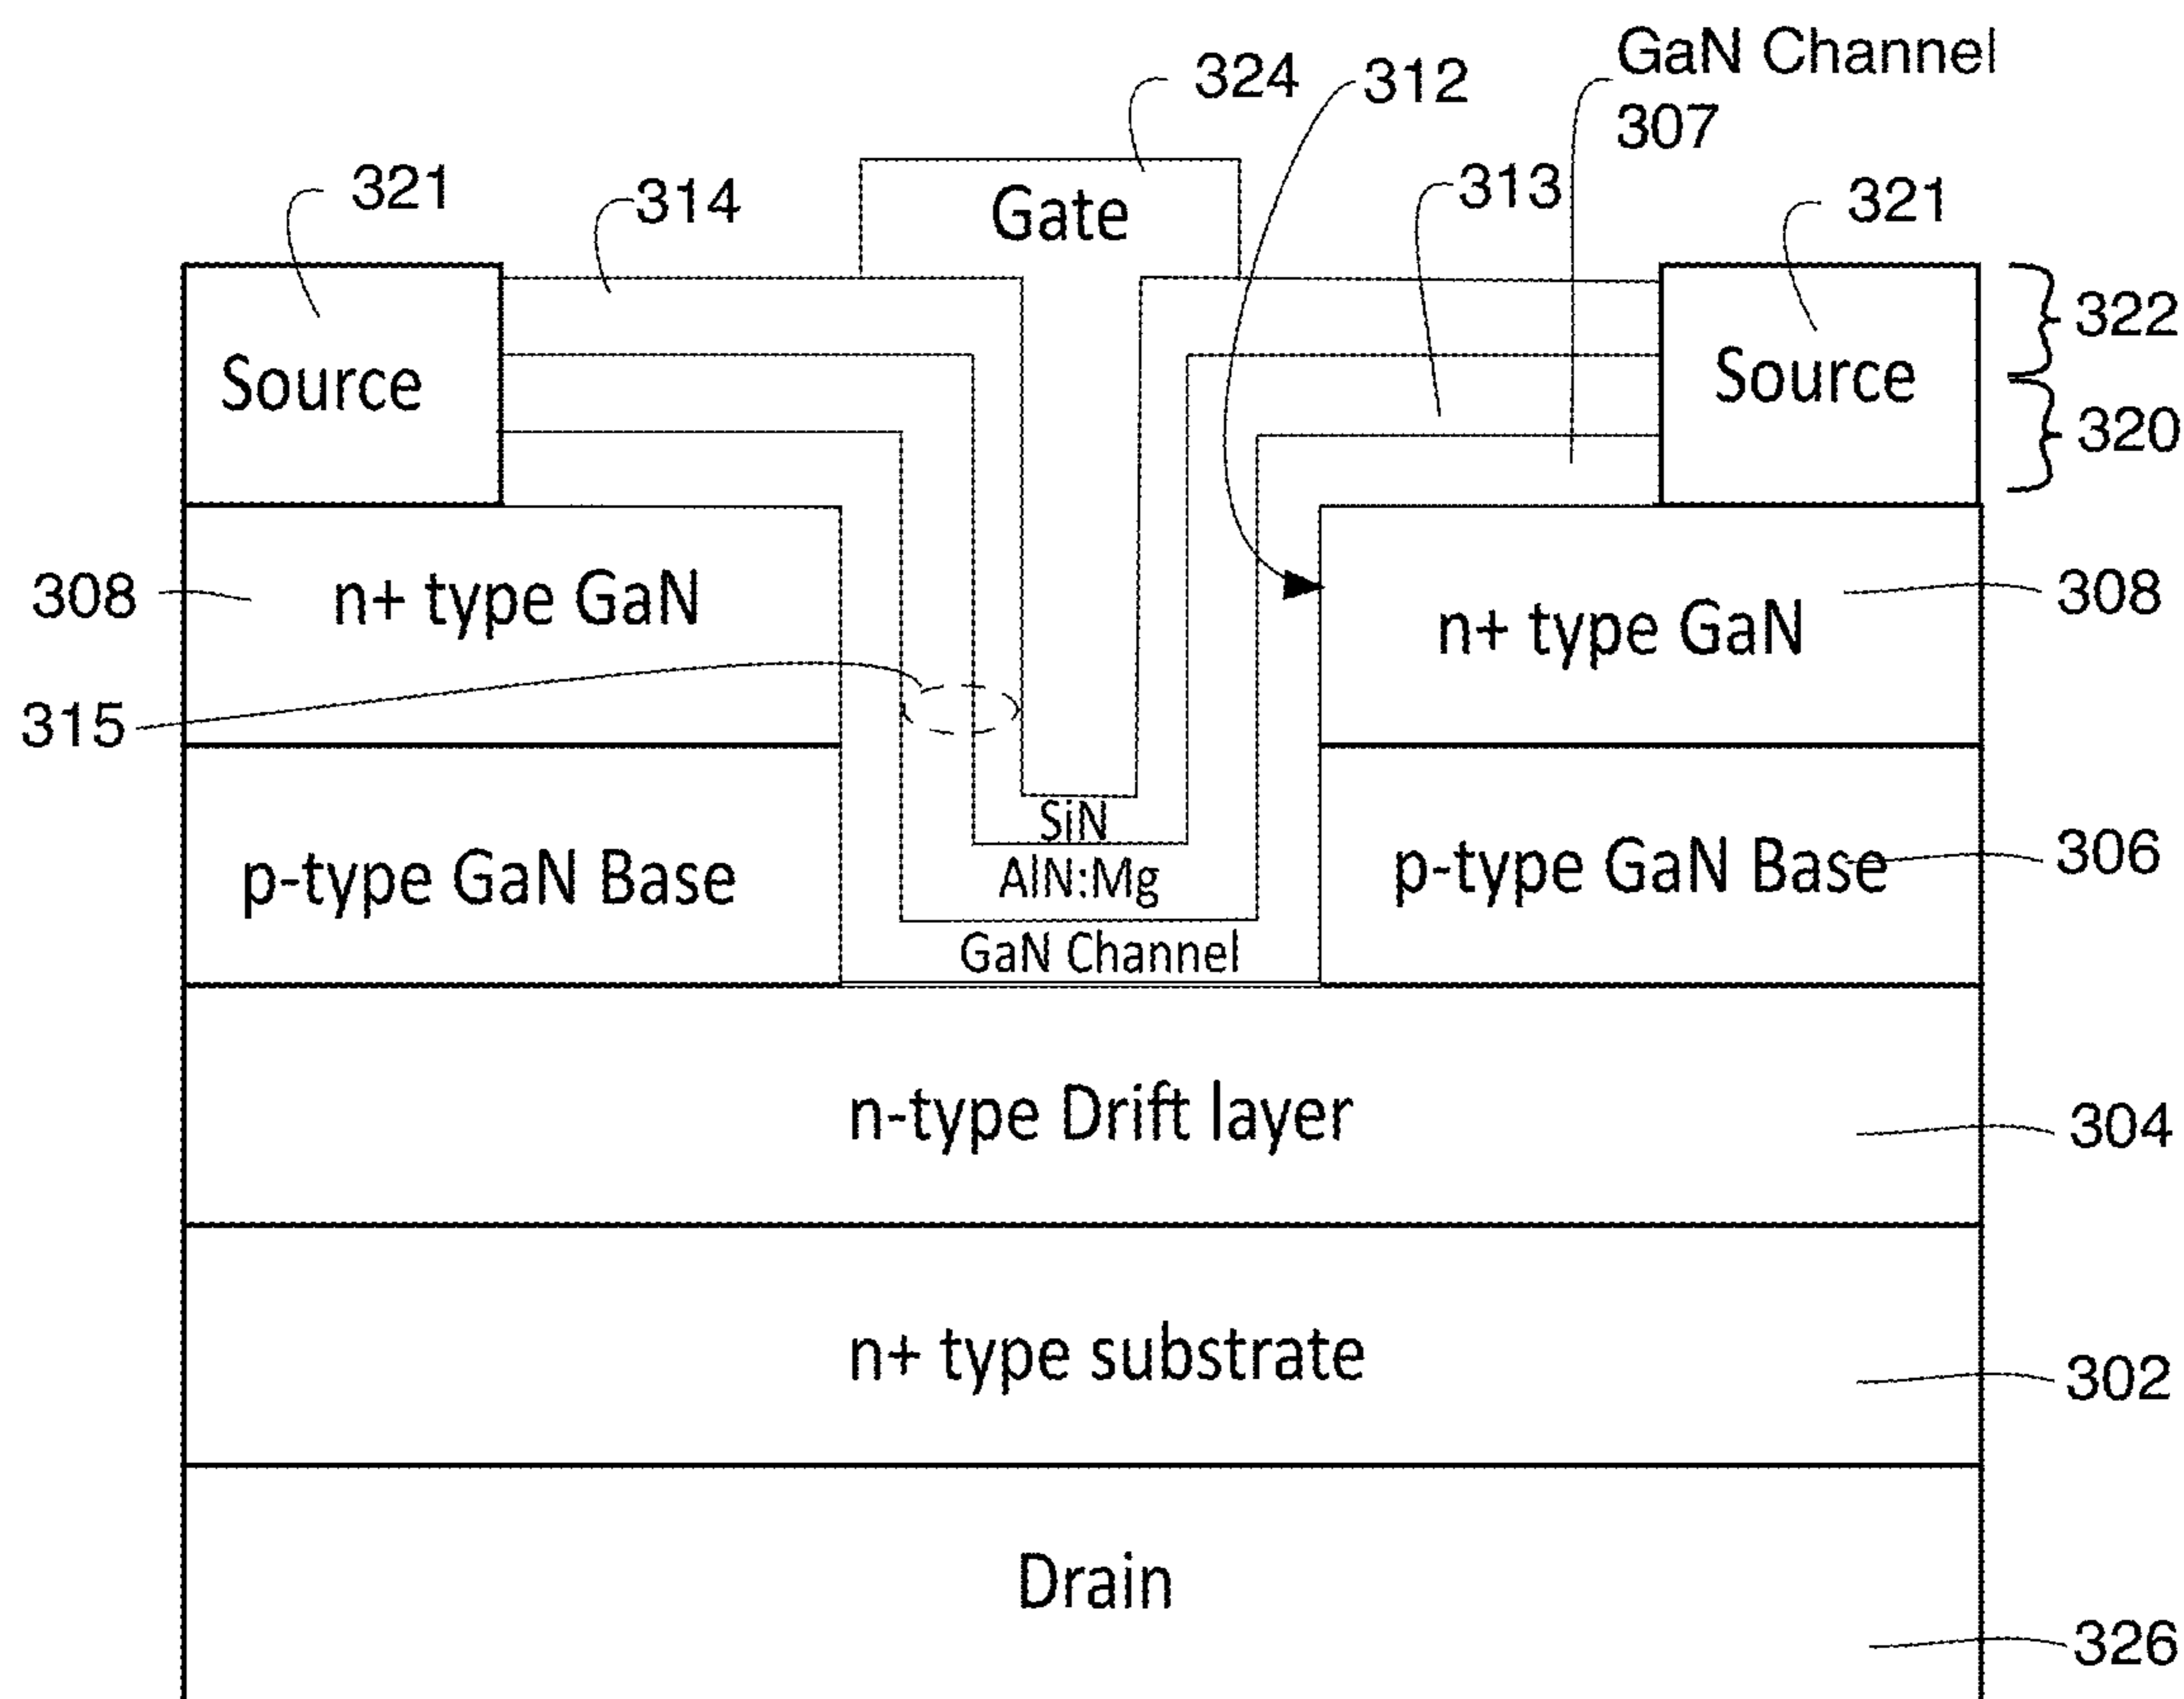 GaN Channel
307
324
312
313
321
314
321
Gate
322
Source
Source
320
308
n+ type GaN
n+ type GaN
308
315
SiN
p-type GaN Base
AlN:Mg
p-type GaN Base
306
GaN Channel
n-type Drift layer
304
n+ type substrate
302
Drain
326